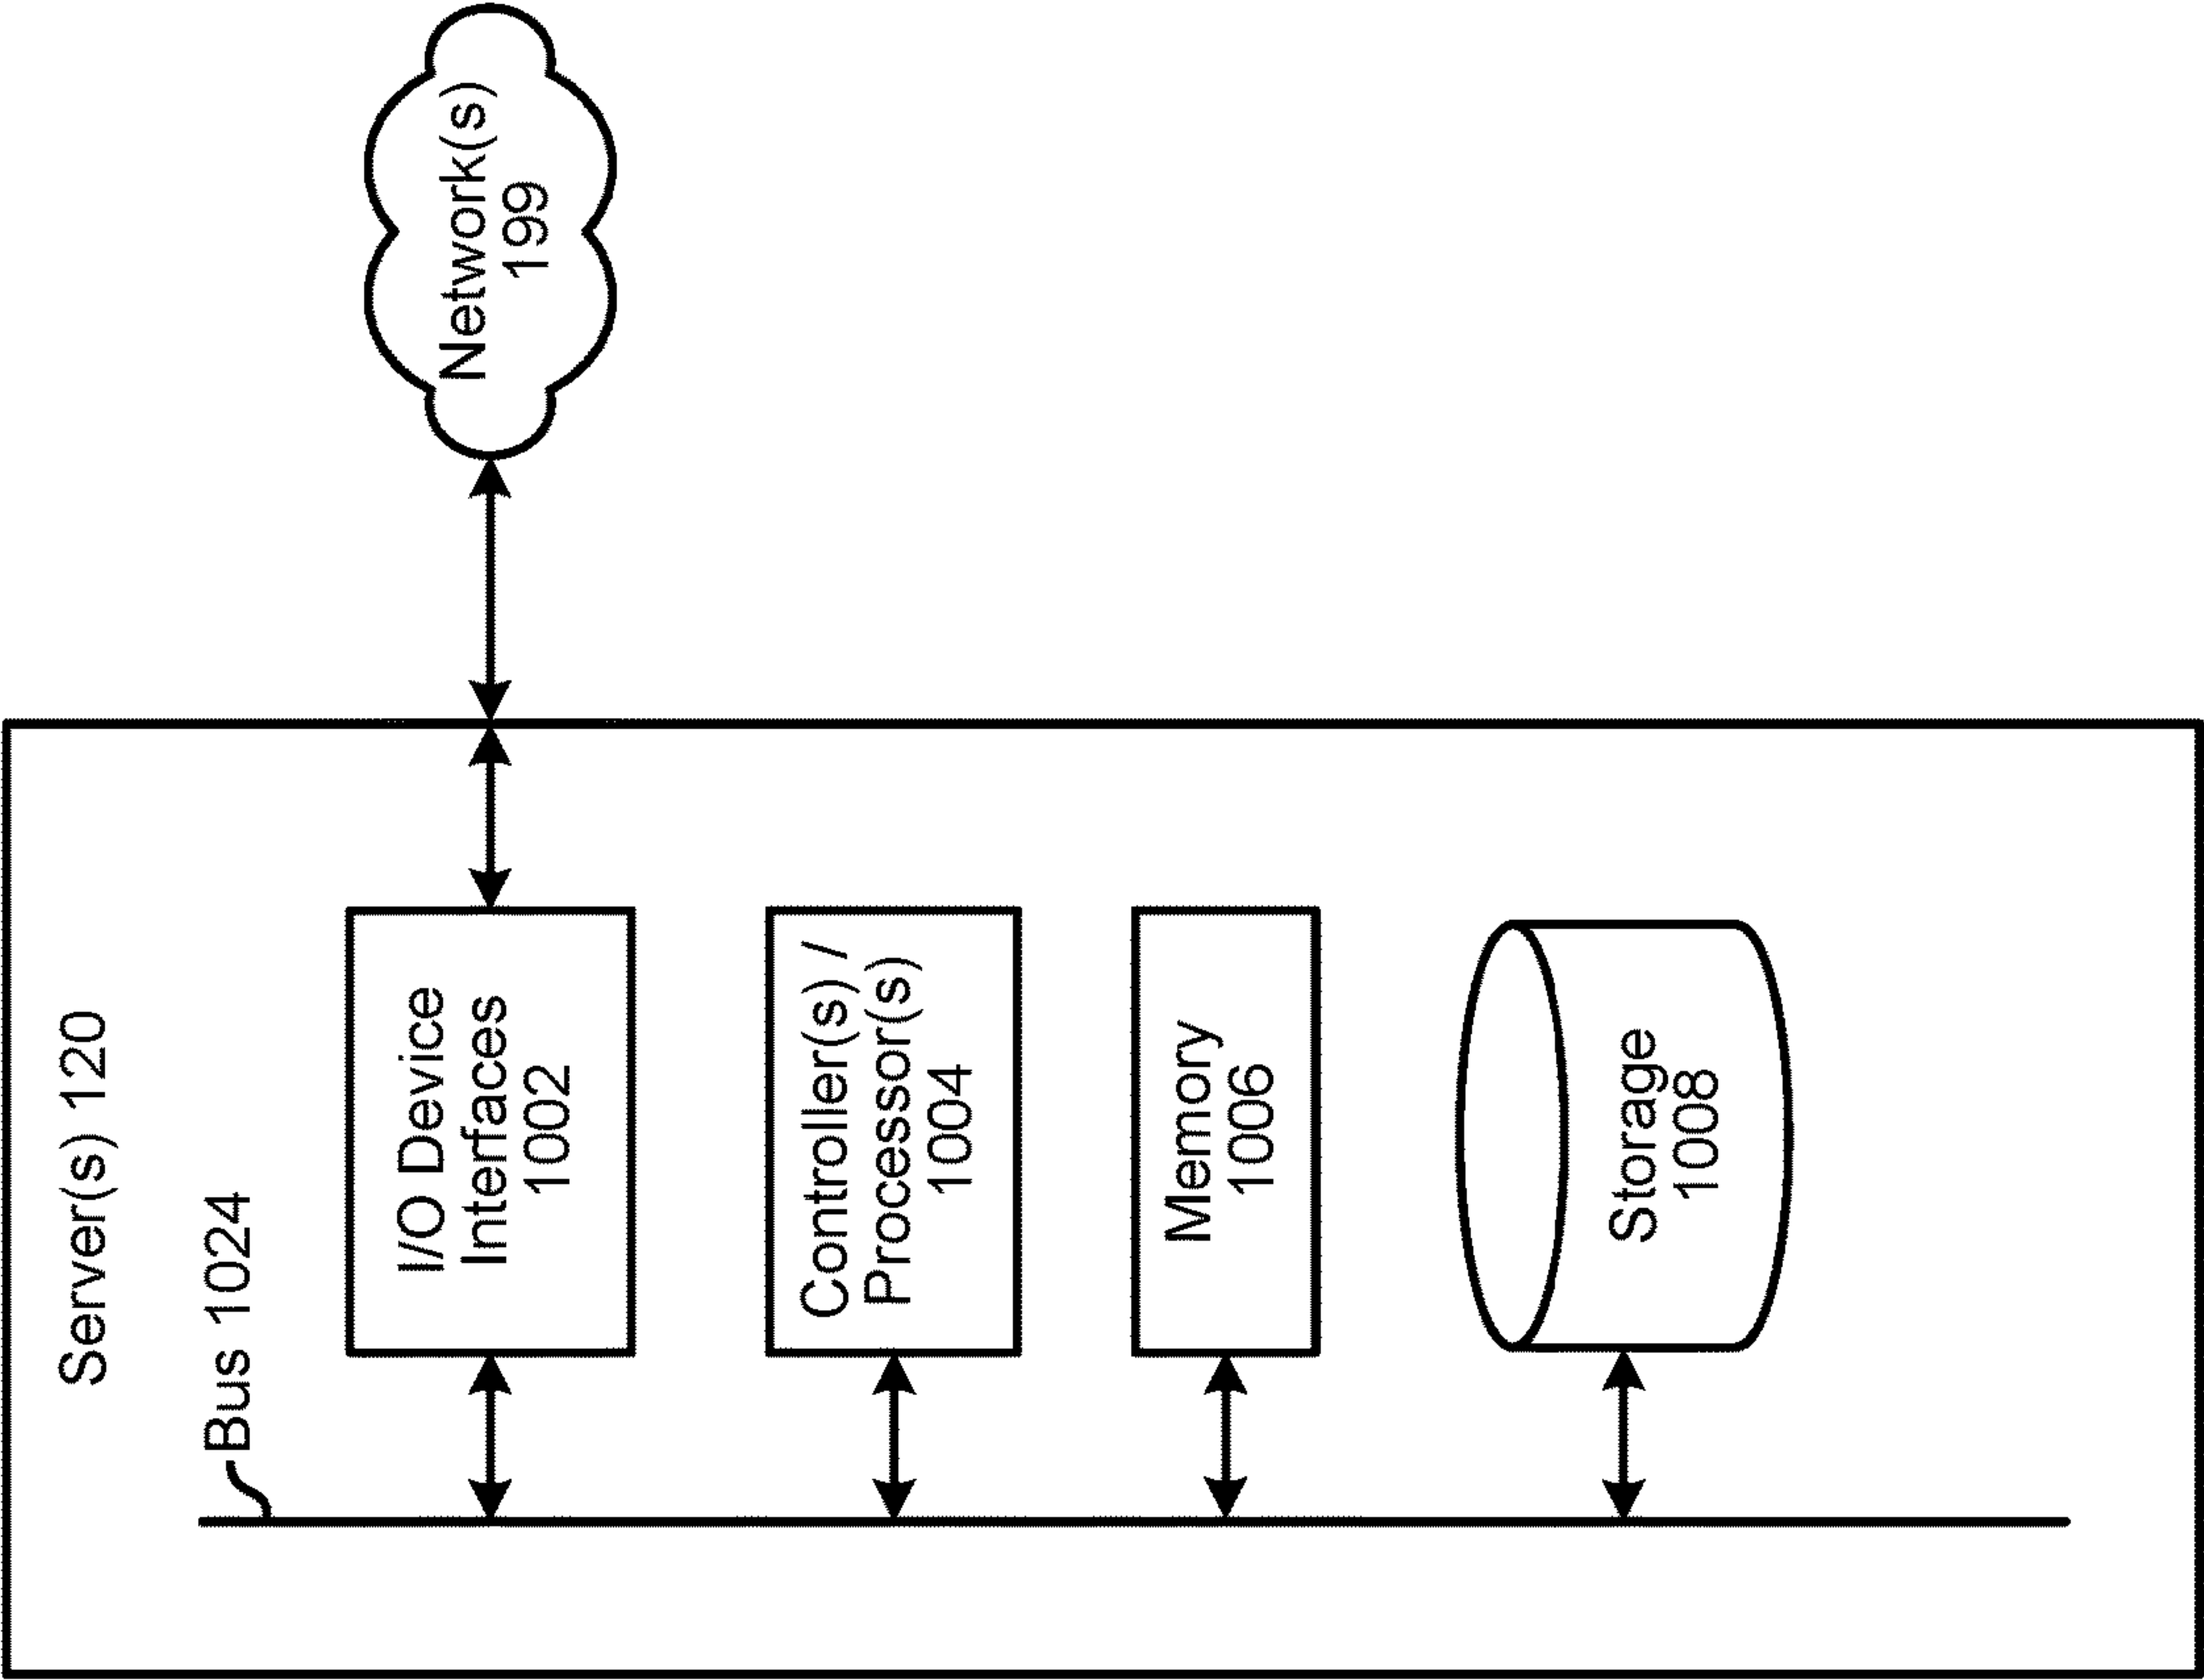 Server(s) 120
Bus 1024
I/O Device
Interfaces
1002
Controller(s) /
Processor(s)
1004
Memory
1006
Storage
1008
Network(s)
199